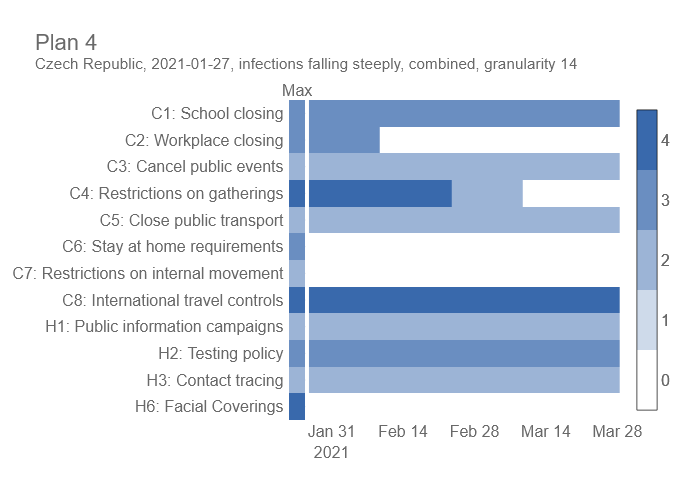 Plan 4
Czech Republic, 2021-01-27, infections falling steeply, combined, granularity 14
Max
C1: School closing
C2: Workplace closing
C3: Cancel public events
C4: Restrictions on gatherings
C5: Close public transport
C6: Stay at home requirements
C7: Restrictions on internal movement
C8: International travel controls
H1: Public information campaigns
H2: Testing policy
H3: Contact tracing
H6: Facial Coverings
4
3
2
1
0
Jan 31 Feb 14 Feb 28 Mar 14 Mar 28
2021